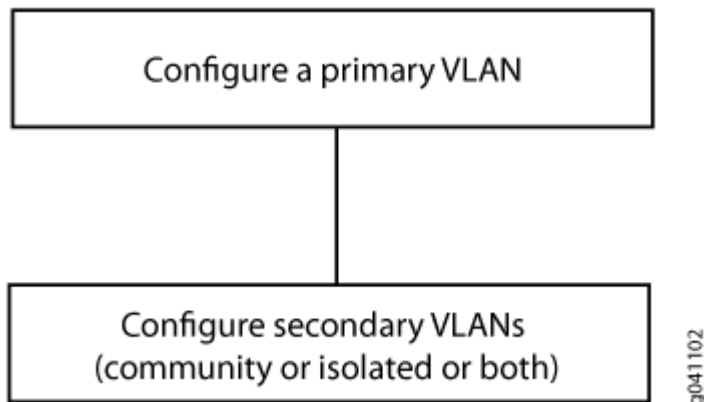 Configure a primary VLAN
Configure secondary VLANs
(community or isolated or both)
g041102